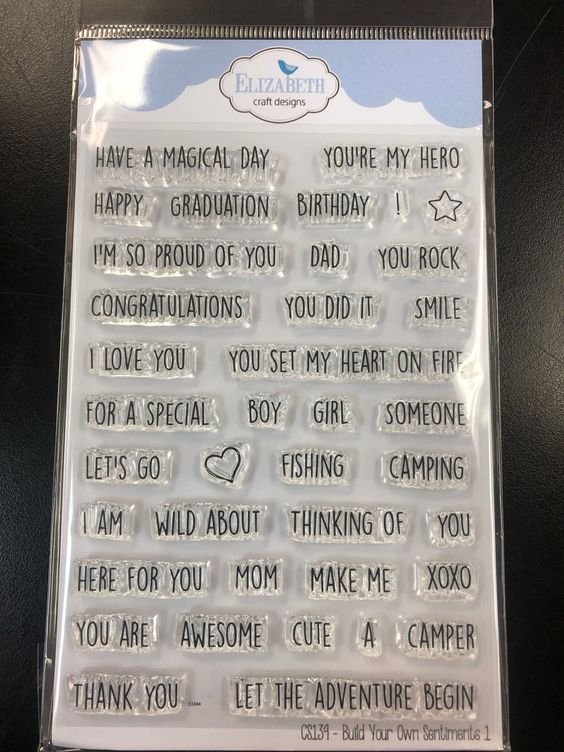 ELIZABETH
craft designs
HAVE A MAGICAL DAY YOU'RE MY HERO
HAPPY GRADUATION BIRTHDAY !
I'M SO PROUD OF YOU DAD YOU ROCK
CONGRATULATIONS YOU DID IT SMILE
I LOVE YOU YOU SET MY HEART ON FIRE
FOR A SPECIAL BOY GIRL SOMEONE
LET'S GO FISHING CAMPING
I AM WILD ABOUT THINKING OF YOU
HERE FOR YOU MOM MAKE ME XOXO
YOU ARE AWESOME CUTE A CAMPER
THANK YOU LET THE ADVENTURE BEGIN
CS139 - Build Your Own Sentiments 1